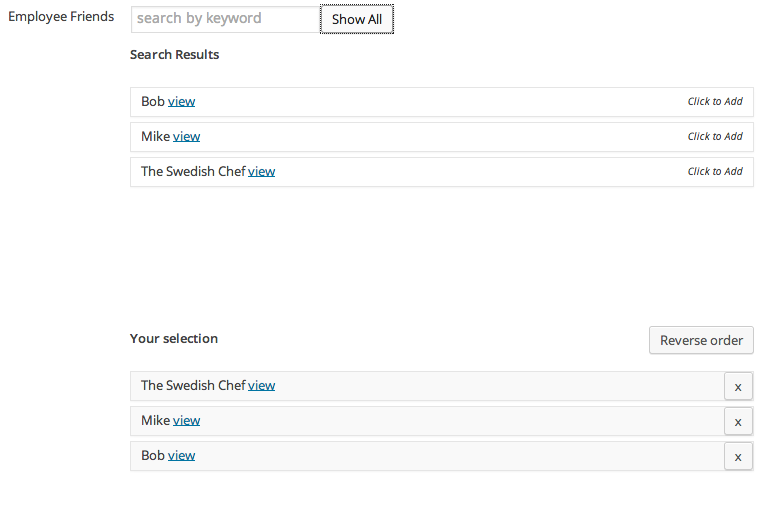 Employee Friends search by keyword Show All
Search Results
Bob view Click to Add
Mike view Click to Add
The Swedish Chef view Click to Add
Your selection Reverse order
The Swedish Chef view x
Mike view x
Bob view x